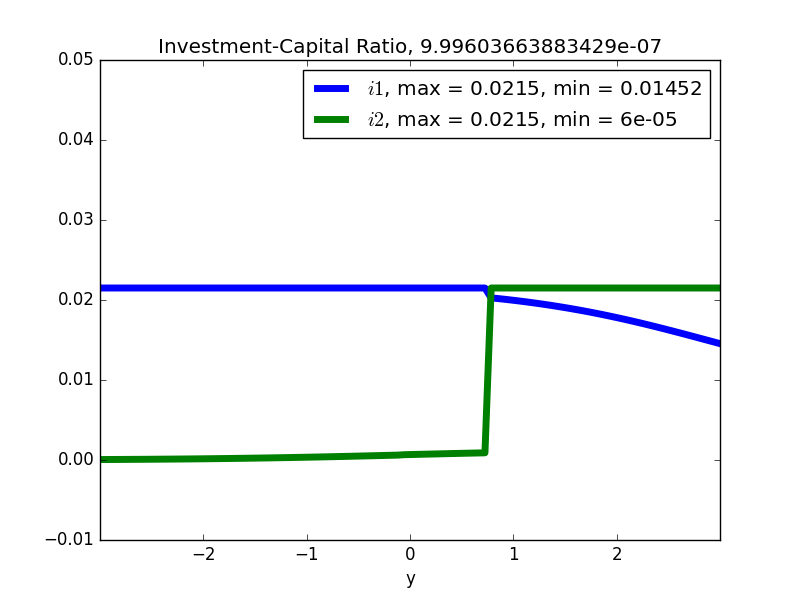 Investment-Capital Ratio, 9.99603663883429e-07
0.05
i1, max = 0.0215, min = 0.01452
i2, max = 0.0215, min = 6e-05
0.04
0.03
0.02
0.01
0.00
−0.01
−2 −1 0 1 2
y